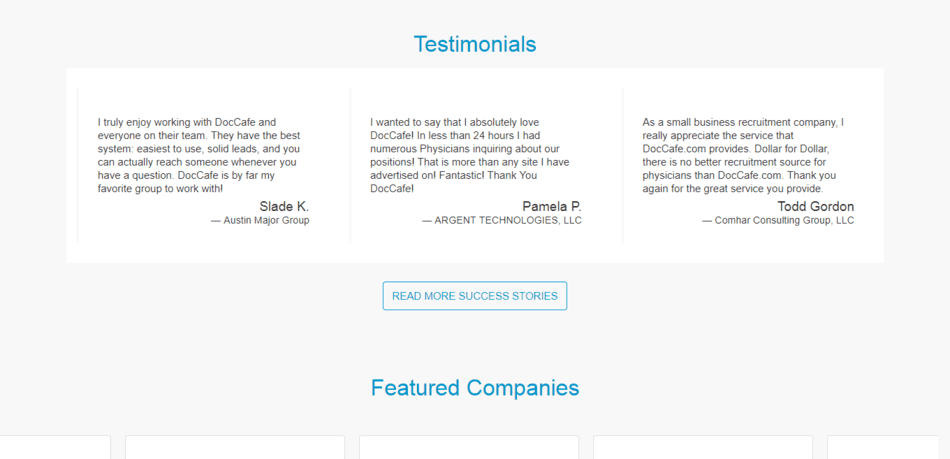 Testimonials
I truly enjoy working with DocCafe and
everyone on their team. They have the best
system: easiest to use, solid leads, and you
can actually reach someone whenever you
have a question. DocCafe is by far my
favorite group to work with!
Slade K.
— Austin Major Group
I wanted to say that I absolutely love
DocCafe! In less than 24 hours I had
numerous Physicians inquiring about our
positions! That is more than any site I have
advertised on! Fantastic! Thank You
DocCafe!
Pamela P.
— ARGENT TECHNOLOGIES, LLC
As a small business recruitment company, I
really appreciate the service that
DocCafe.com provides. Dollar for Dollar,
there is no better recruitment source for
physicians than DocCafe.com. Thank you
again for the great service you provide.
Todd Gordon
— Comhar Consulting Group, LLC
READ MORE SUCCESS STORIES
Featured Companies